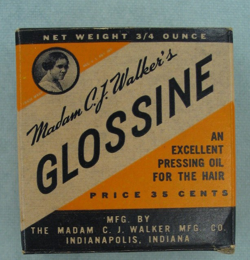 NET WEIGHT 3/4 OUNCE
Madam C.J. Walker's
GLOSSINE
AN
EXCELLENT
PRESSING OIL
FOR THE HAIR
PRICE 35 CENTS
MFG. BY
THE MADAM C. J. WALKER MFG. CO.
INDIANAPOLIS, INDIANA